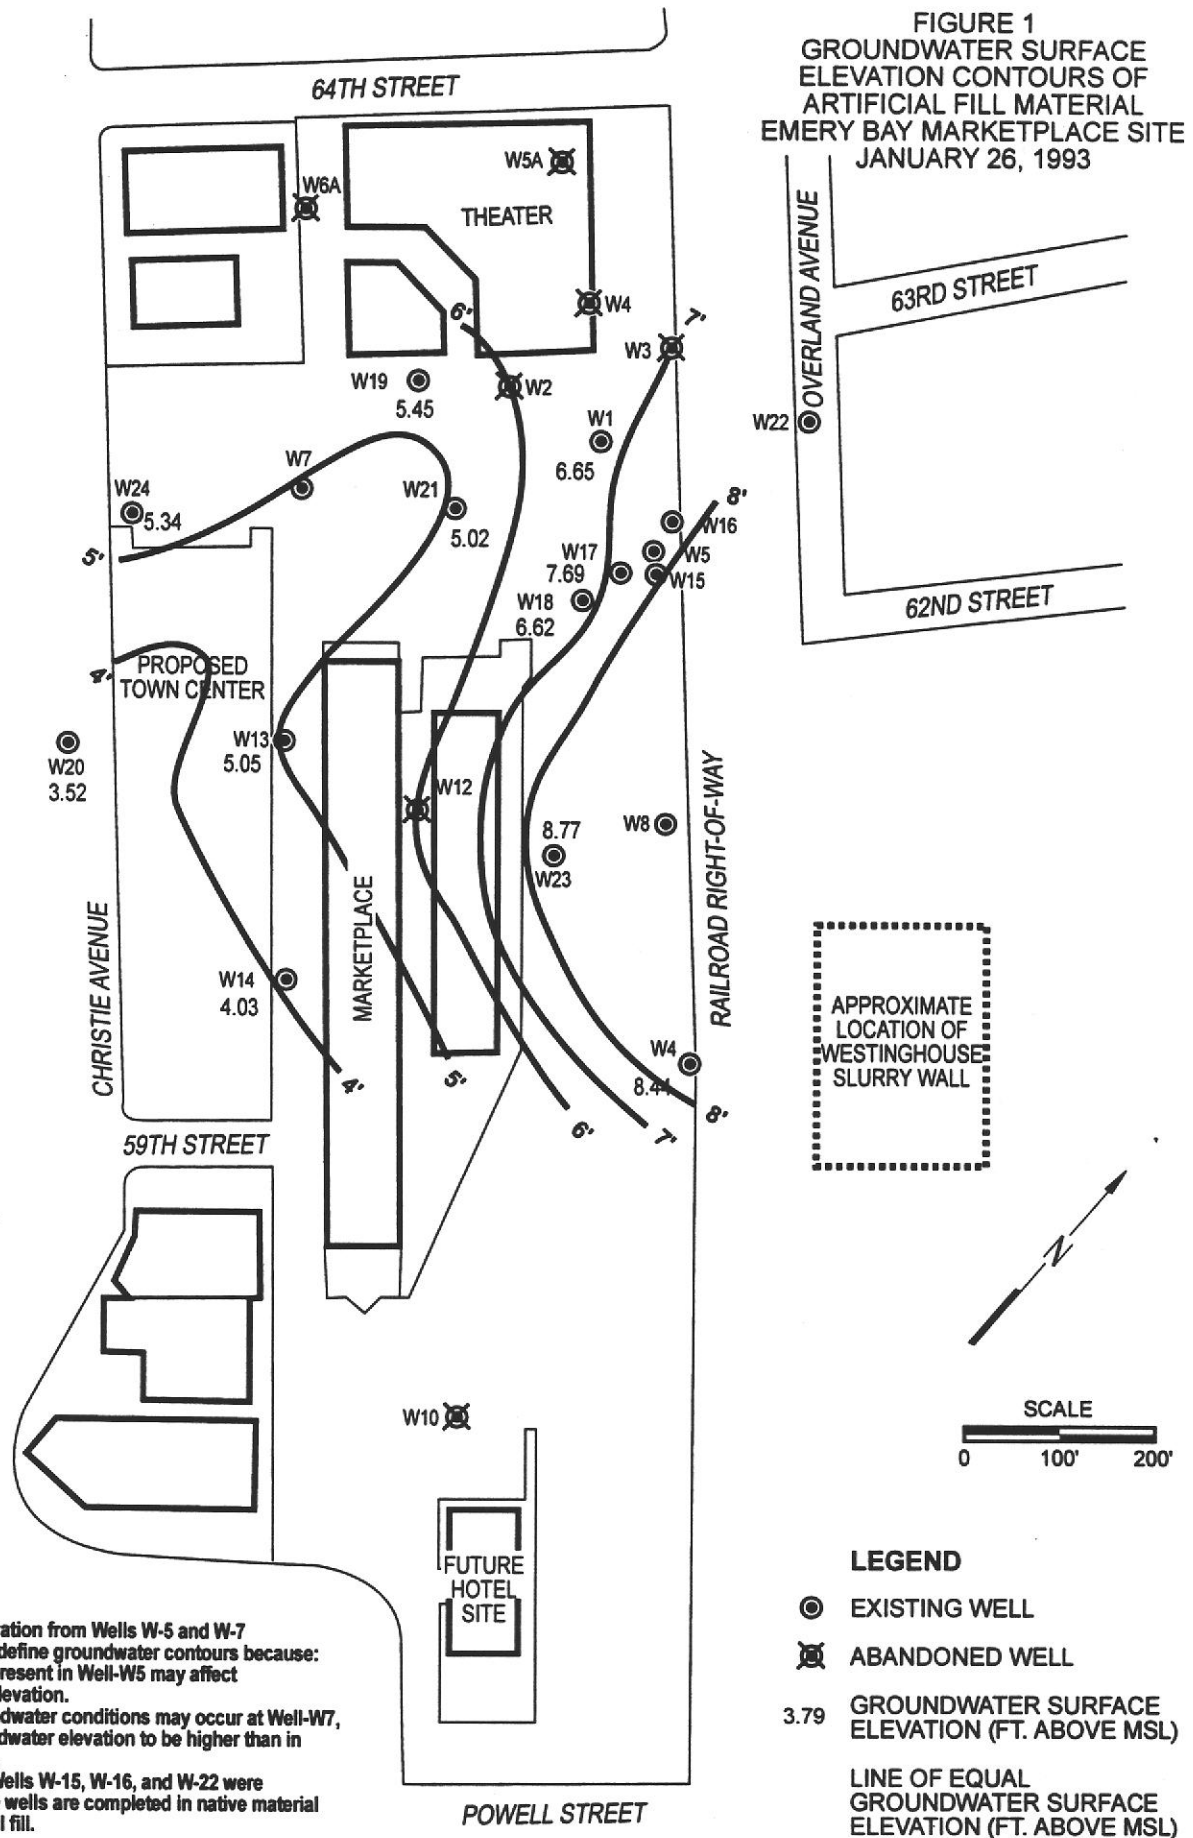 FIGURE 1
GROUNDWATER SURFACE
ELEVATION CONTOURS OF
ARTIFICIAL FILL MATERIAL
EMERY BAY MARKETPLACE SITE
JANUARY 26, 1993
64TH STREET
W5A
W6A
THEATER
OVERLAND AVENUE
63RD STREET
6'
W4
7'
W3
W19
5.45
W2
W1
6.65
W22
W7
W24
5.34
W21
5.02
8'
W16
W17
7.69
W5
W15
5'
W18
6.62
62ND STREET
4'
PROPOSED
TOWN CENTER
W13
5.05
W20
3.52
W12
8.77
W23
W8
RAILROAD RIGHT-OF-WAY
MARKETPLACE
CHRISTIE AVENUE
W14
4.03
APPROXIMATE
LOCATION OF
WESTINGHOUSE
SLURRY WALL
W4
8.44
4'
5'
6'
7'
8'
59TH STREET
N
W10
SCALE
0 100' 200'
FUTURE
HOTEL
SITE
LEGEND
EXISTING WELL
ABANDONED WELL
3.79 GROUNDWATER SURFACE
ELEVATION (FT. ABOVE MSL)
LINE OF EQUAL
GROUNDWATER SURFACE
ELEVATION (FT. ABOVE MSL)
ation from Wells W-5 and W-7
define groundwater contours because:
resent in Well-W5 may affect
levation.
dwater conditions may occur at Well-W7,
dwater elevation to be higher than in
Wells W-15, W-16, and W-22 were
wells are completed in native material
l fill.
POWELL STREET